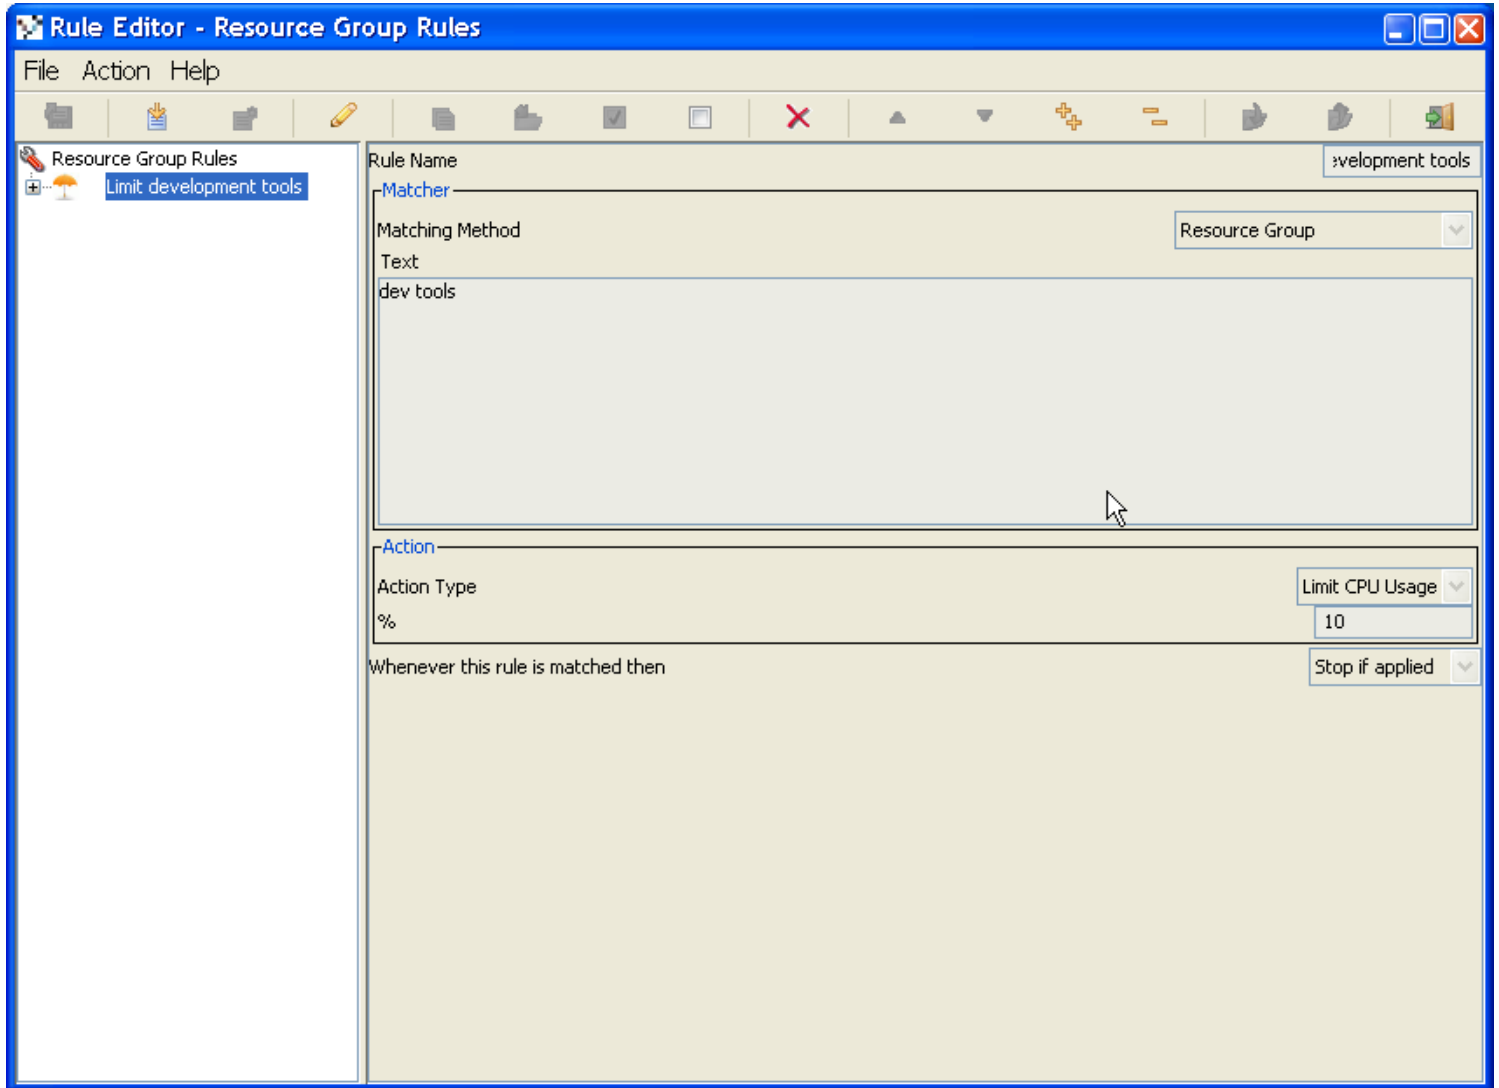 Rule Editor - Resource Group Rules
File Action Help
Resource Group Rules
Limit development tools
Rule Name
evelopment tools
Matcher
Matching Method
Resource Group
Text
dev tools
Action
Action Type
Limit CPU Usage
%
10
Whenever this rule is matched then
Stop if applied